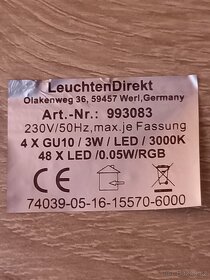 LeuchtenDirekt
Olakenweg 36, 59457 Werl,Germany
Art.-Nr.: 993083
230V/50Hz,max.je Fassung
4 X GU10 / 3W / LED / 3000K
48 X LED /0.05W/RGB
CE
74039-05-16-15570-6000